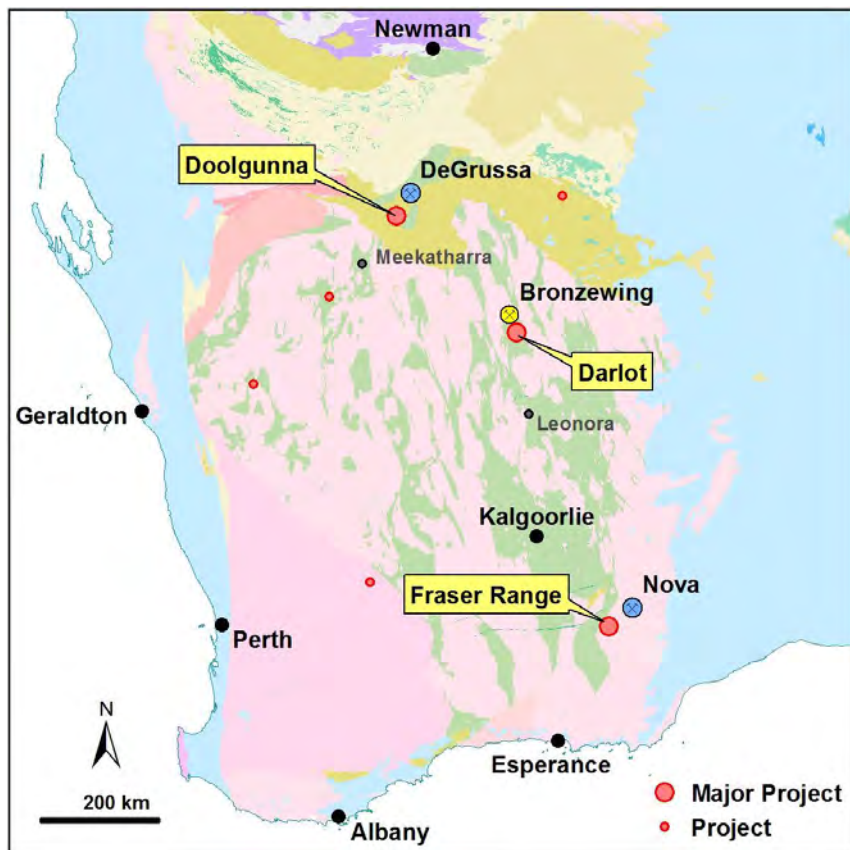 Newman
Doolgunna
DeGrussa
Meekatharra
Bronzewing
Darlot
Geraldton
Leonora
Kalgoorlie
Nova
Fraser Range
Perth
N
Esperance
200 km
Major Project
Project
Albany